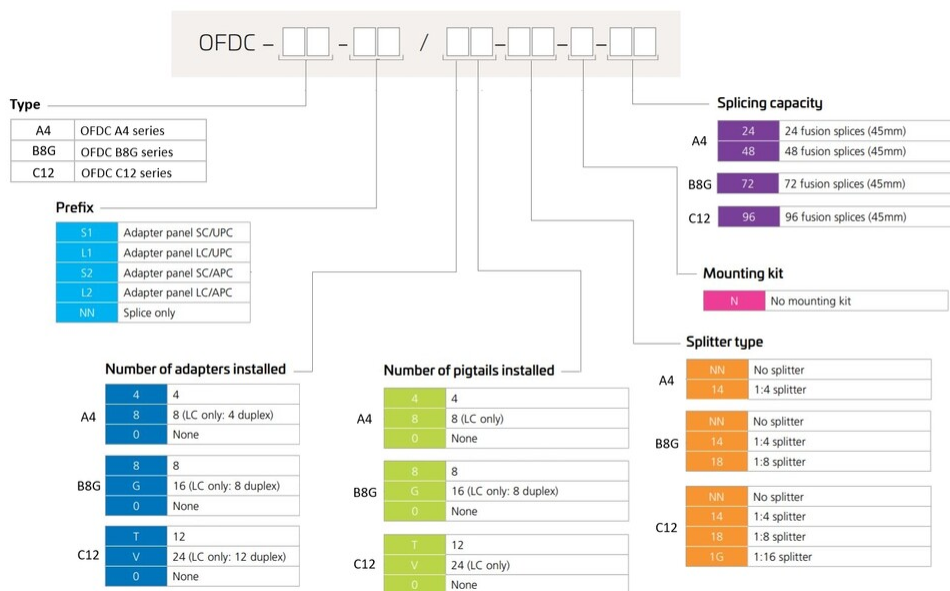 OFDC – – / – – –
Type
A4 OFDC A4 series
B8G OFDC B8G series
C12 OFDC C12 series
Prefix
S1 Adapter panel SC/UPC
L1 Adapter panel LC/UPC
S2 Adapter panel SC/APC
L2 Adapter panel LC/APC
NN Splice only
Number of adapters installed
A4
4 4
8 8 (LC only: 4 duplex)
0 None
B8G
8 8
G 16 (LC only: 8 duplex)
0 None
C12
T 12
V 24 (LC only: 12 duplex)
0 None
Number of pigtails installed
A4
4 4
8 8 (LC only)
0 None
B8G
8 8
G 16 (LC only: 8 duplex)
0 None
C12
T 12
V 24 (LC only)
0 None
Splicing capacity
A4
24 24 fusion splices (45mm)
48 48 fusion splices (45mm)
B8G 72 72 fusion splices (45mm)
C12 96 96 fusion splices (45mm)
Mounting kit
N No mounting kit
Splitter type
A4
NN No splitter
14 1:4 splitter
B8G
NN No splitter
14 1:4 splitter
18 1:8 splitter
C12
NN No splitter
14 1:4 splitter
18 1:8 splitter
1G 1:16 splitter